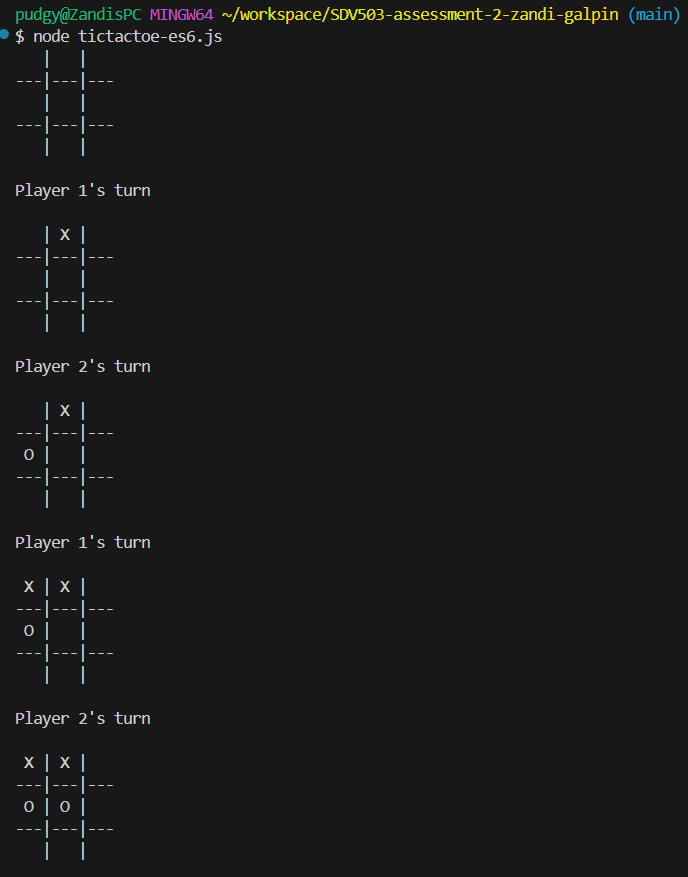 pudgy@ZandisPC MINGW64 ~/workspace/SDV503-assessment-2-zandi-galpin (main)
$ node tictactoe-es6.js
   |   |
---|---|---
   |   |
---|---|---
   |   |
Player 1's turn
   | X |
---|---|---
   |   |
---|---|---
   |   |
Player 2's turn
   | X |
---|---|---
 O |   |
---|---|---
   |   |
Player 1's turn
 X | X |
---|---|---
 O |   |
---|---|---
   |   |
Player 2's turn
 X | X |
---|---|---
 O | O |
---|---|---
   |   |